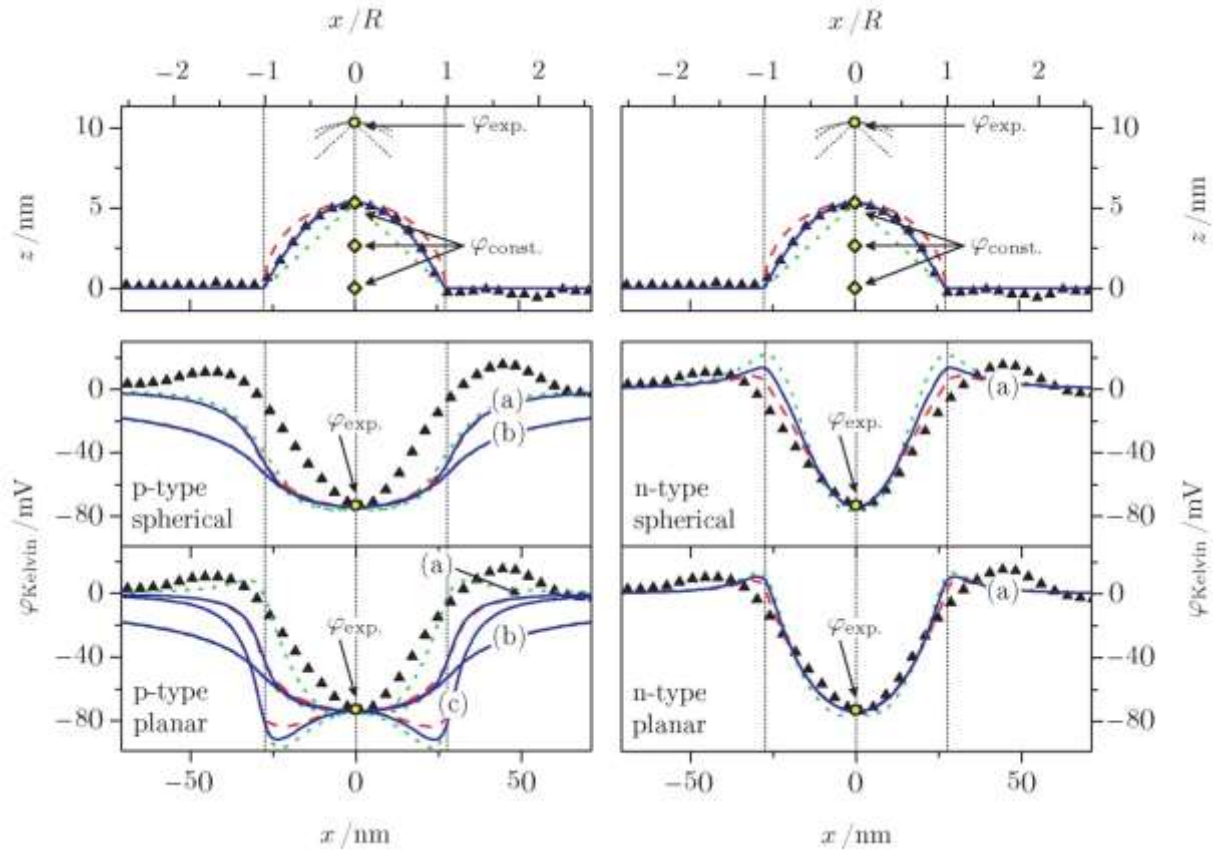 x / R
x / R
−2 −1 0 1 2
−2 −1 0 1 2
10
5
0
z / nm
φexp.
φconst.
φexp.
φconst.
10
5
0
z / nm
0
−40
−80
φKelvin / mV
φexp.
(a)
(b)
p-type
spherical
φexp.
(a)
n-type
spherical
0
−40
−80
φKelvin / mV
0
−40
−80
(a)
φexp.
(b)
(c)
p-type
planar
φexp.
(a)
n-type
planar
0
−40
−80
−50 0 50
−50 0 50
x / nm
x / nm